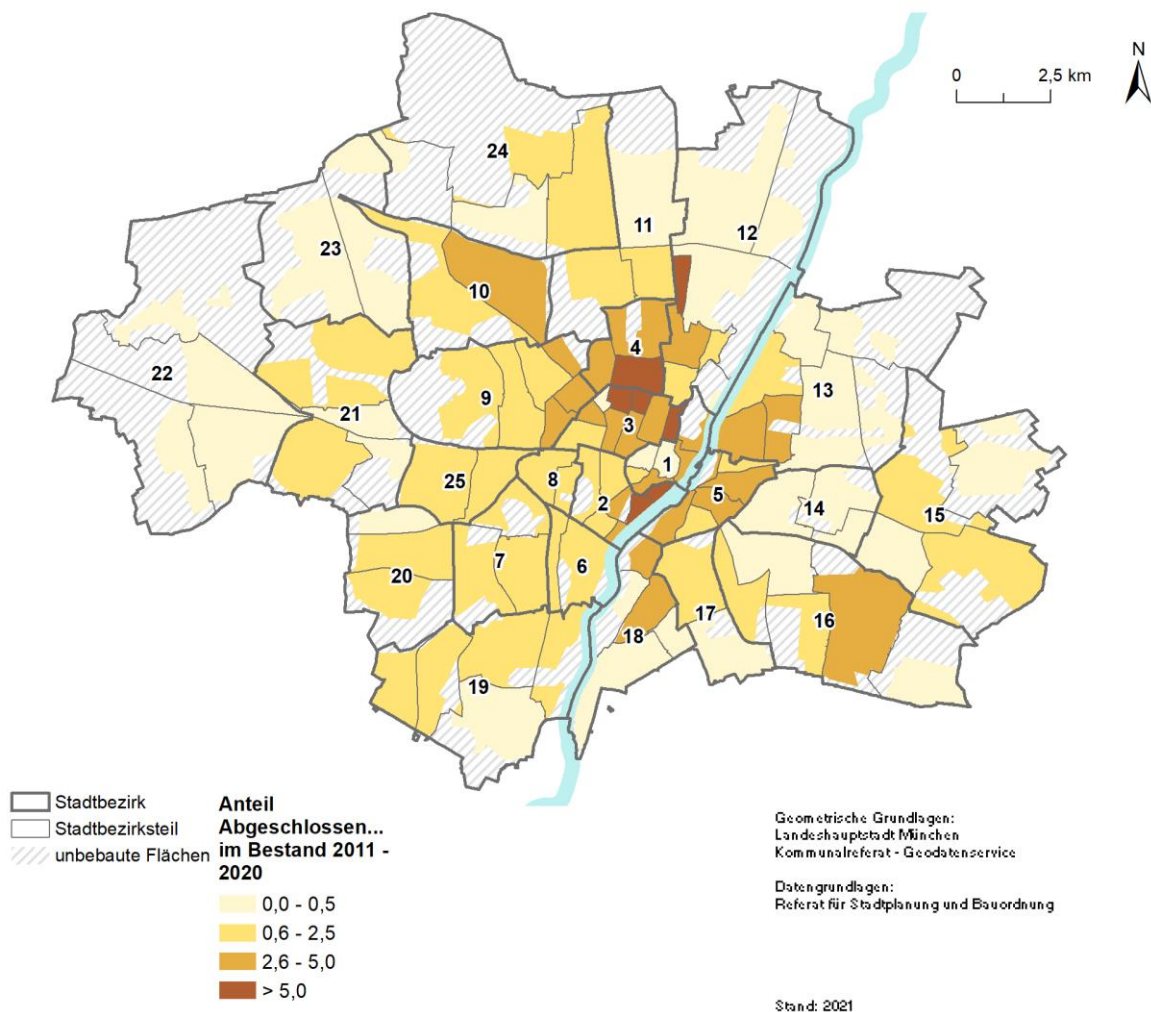 N
0 2,5 km
24
11
12
23
10
4
13
22
9
21
3
1
8
25
5
2
14
15
7
6
20
16
17
18
19
Stadtbezirk
Stadtbezirksteil
unbebaute Flächen
Anteil
Abgeschlossen...
im Bestand 2011 -
2020
0,0 - 0,5
0,6 - 2,5
2,6 - 5,0
> 5,0
Geometrische Grundlagen:
Landeshauptstadt München
Kommunalreferat - Geodatenservice
Datengrundlagen:
Referat für Stadtplanung und Bauordnung
Stand: 2021